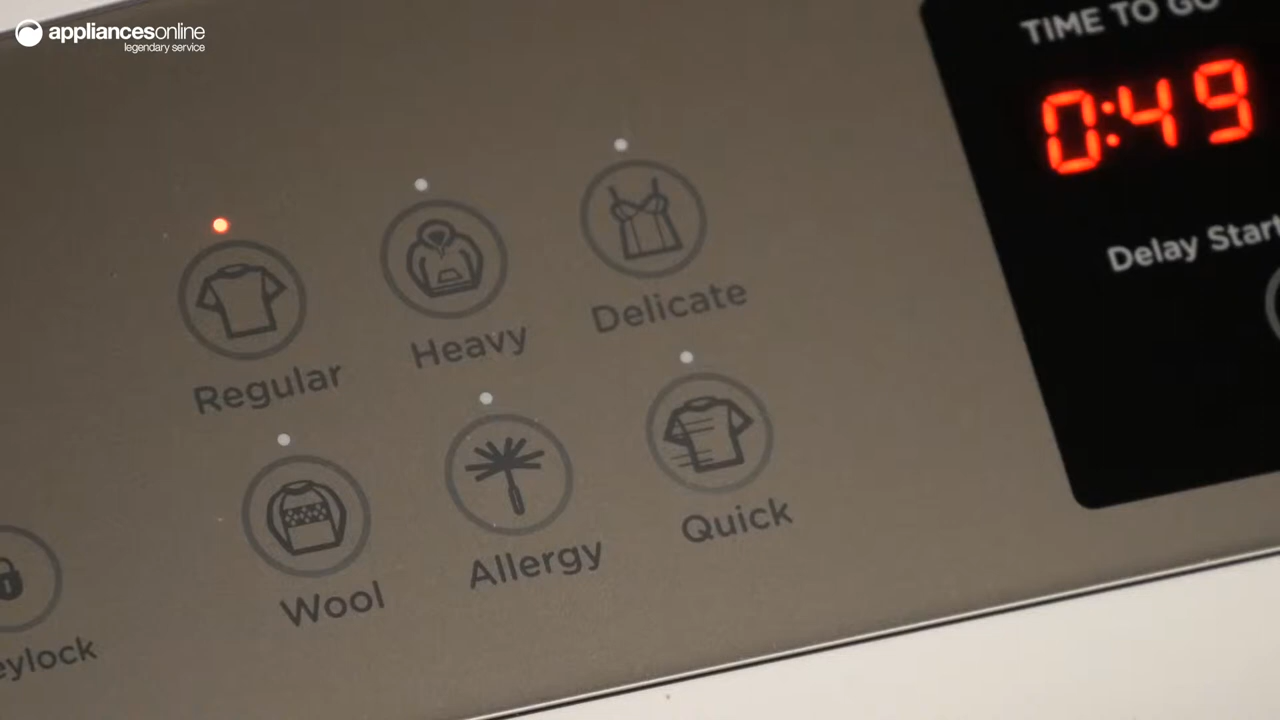 appliancesonline
legendary service
TIME TO GO
0:49
Delay Start
Regular
Heavy
Delicate
Wool
Allergy
Quick
eylock